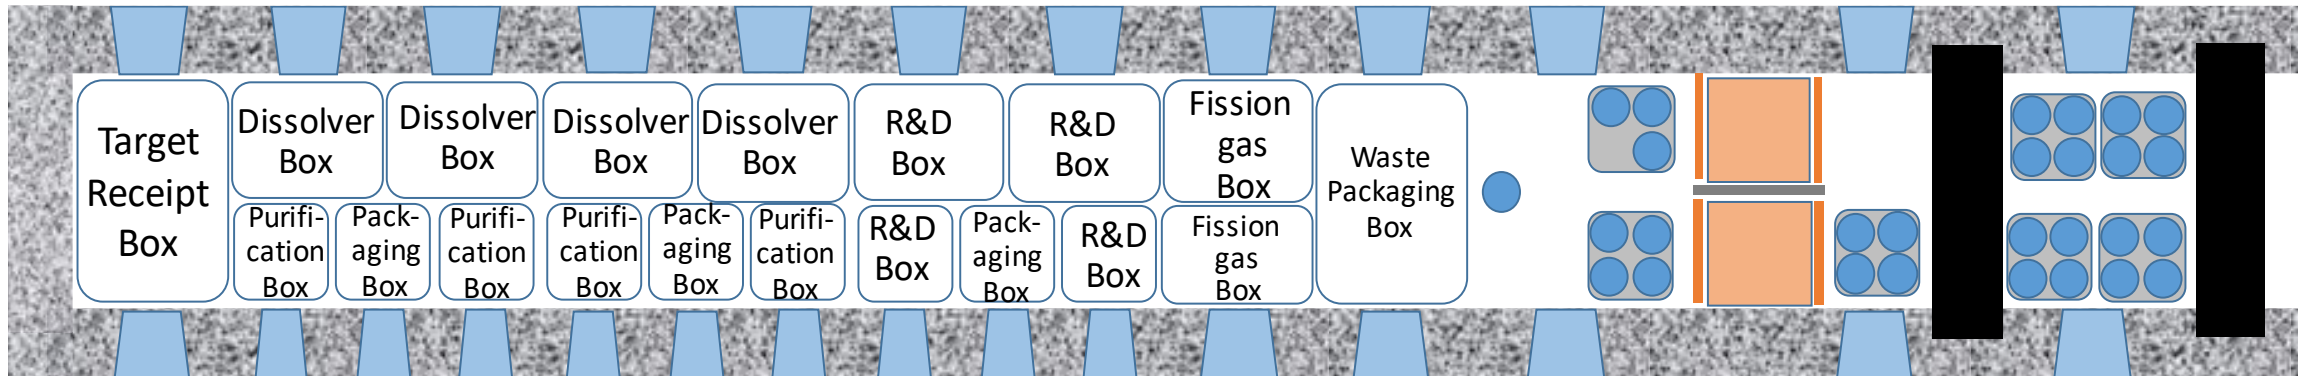 Target
Receipt
Box
Dissolver
Box
Dissolver
Box
Dissolver
Box
Dissolver
Box
R&D
Box
R&D
Box
Fission
gas
Box
Waste
Packaging
Box
Purifi-
cation
Box
Pack-
aging
Box
Purifi-
cation
Box
Purifi-
cation
Box
Pack-
aging
Box
Purifi-
cation
Box
R&D
Box
Pack-
aging
Box
R&D
Box
Fission
gas
Box